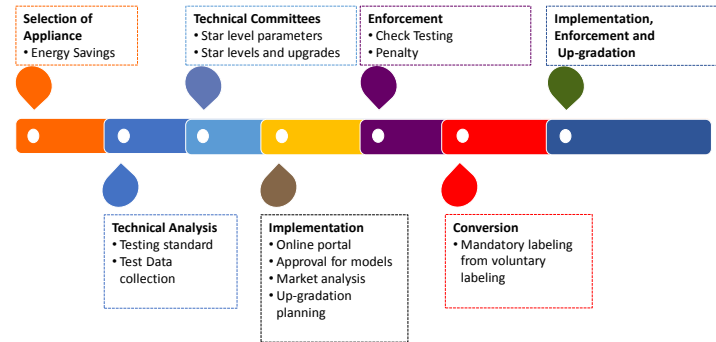 Selection of
Appliance
• Energy Savings
Technical Committees
• Star level parameters
• Star levels and upgrades
Enforcement
• Check Testing
• Penalty
Implementation,
Enforcement and
Up-gradation
Technical Analysis
• Testing standard
• Test Data
collection
Implementation
• Online portal
• Approval for models
• Market analysis
• Up-gradation
planning
Conversion
• Mandatory labeling
from voluntary
labeling